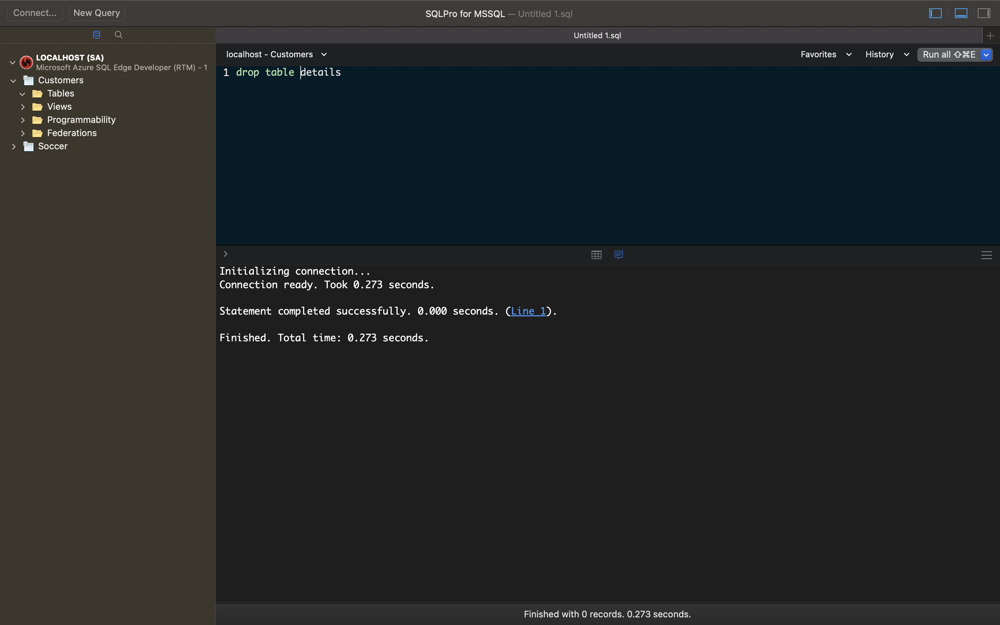 Connect...
New Query
SQLPro for MSSQL — Untitled 1.sql
Untitled 1.sql
LOCALHOST (SA)
Microsoft Azure SQL Edge Developer (RTM) - 1
Customers
Tables
Views
Programmability
Federations
Soccer
localhost - Customers
Favorites
History
Run all ⇧⌘E
1 drop table details
Initializing connection...
Connection ready. Took 0.273 seconds.
Statement completed successfully. 0.000 seconds. (Line 1).
Finished. Total time: 0.273 seconds.
Finished with 0 records. 0.273 seconds.